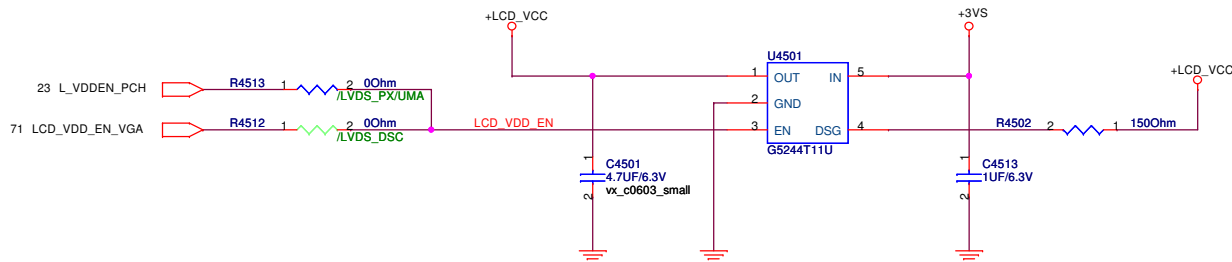 +LCD_VCC
+3VS
U4501
+LCD_VCC
1 OUT IN 5
23 L_VDDEN_PCH
R4513 1 2 0Ohm
/LVDS_PX/UMA
2 GND
71 LCD_VDD_EN_VGA
R4512 1 2 0Ohm
/LVDS_DSC
LCD_VDD_EN
3 EN DSG 4
R4502 2 1 150Ohm
G5244T11U
1
C4501
4.7UF/6.3V
vx_c0603_small
2
1
C4513
1UF/6.3V
2